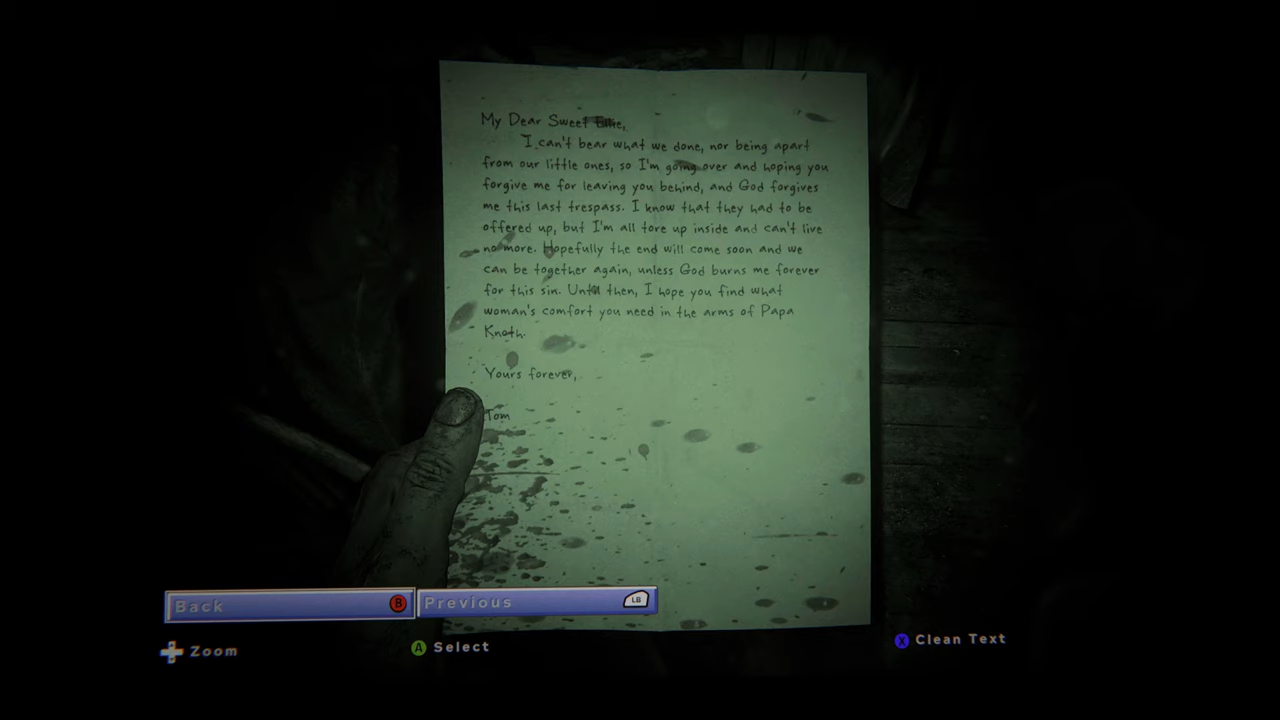 My Dear Sweet
I can't bear what we done, nor being apart
from our little ones, so I'm going over and hoping you
forgive me for leaving you behind, and God forgives
me this last trespass. I know that they had to be
offered up, but I'm all tore up inside and can't live
no more. Hopefully the end will come soon and we
can be together again, unless God burns me forever
for this sin. Until then, I hope you find what
woman's comfort you need in the arms of Papa
Knoth.
Yours forever,
Tom
Back B Previous LB
Zoom A Select X Clean Text